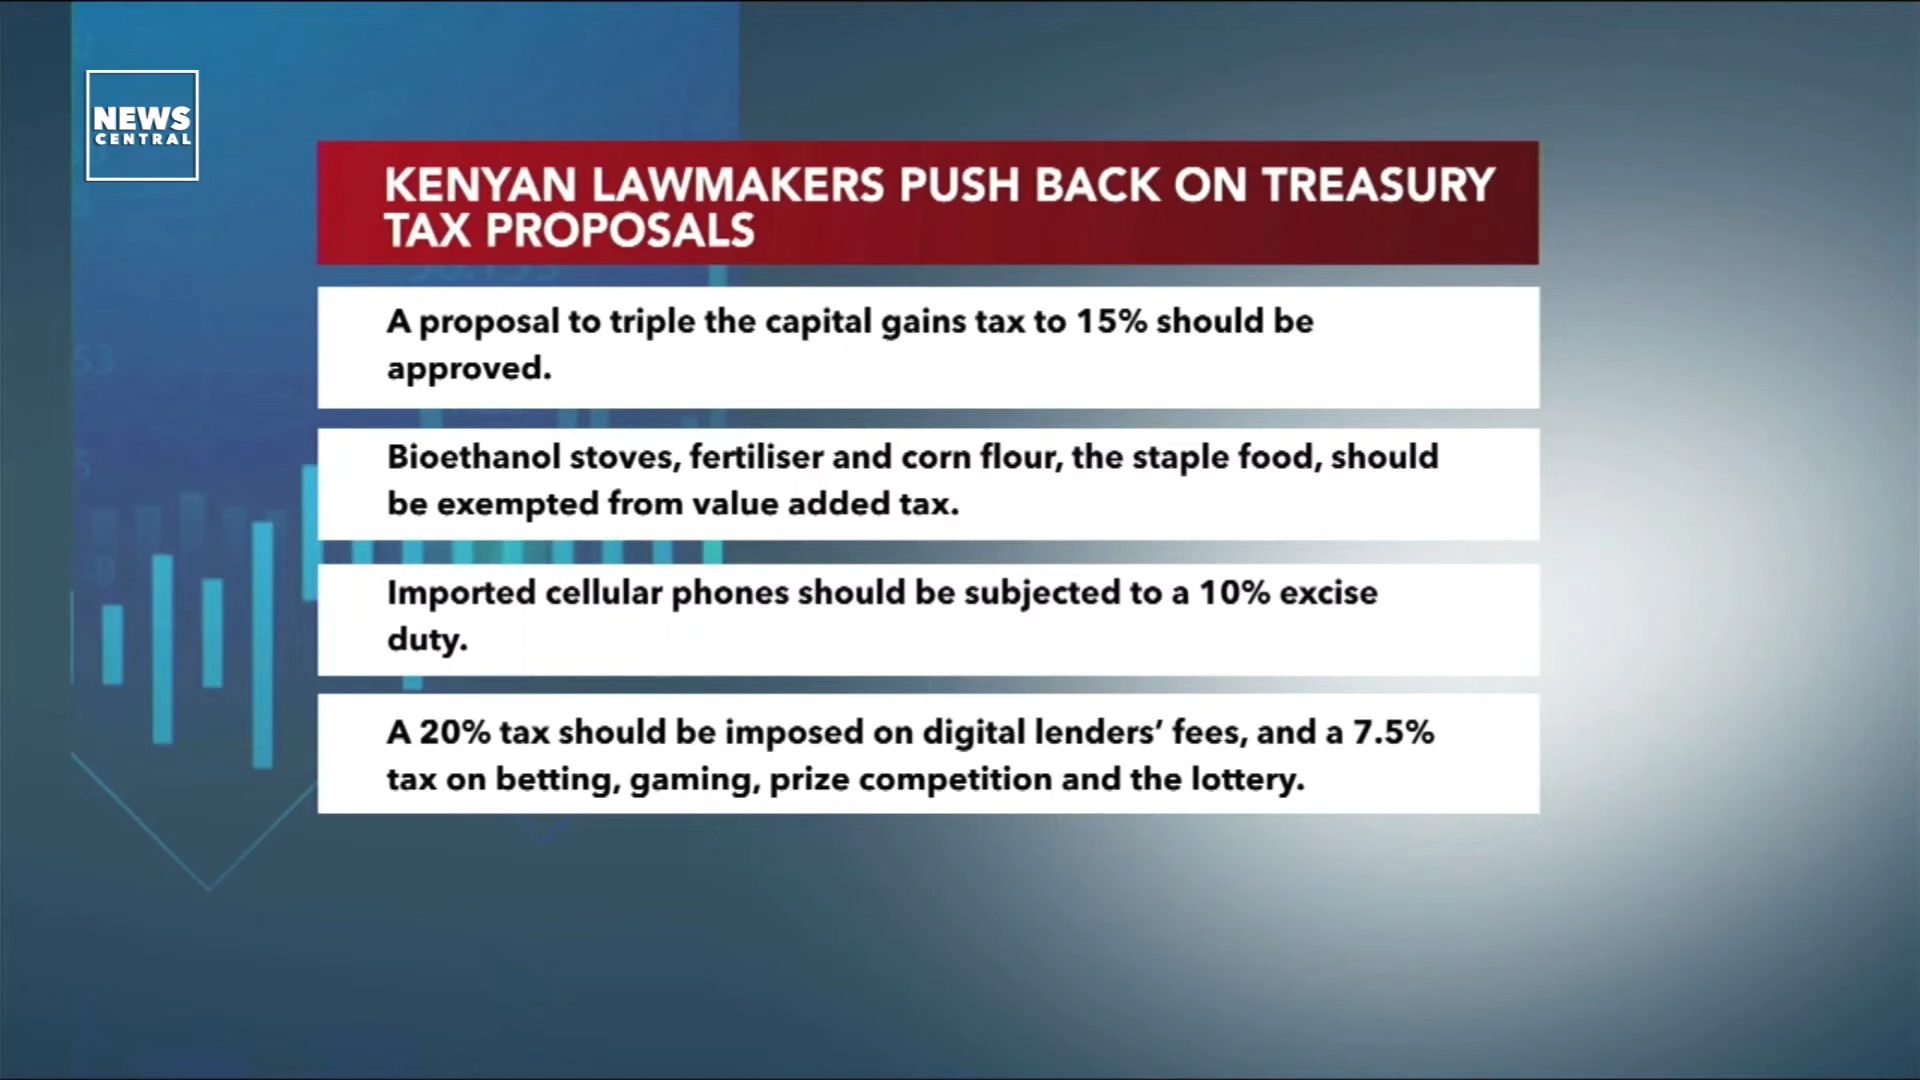 NEWS
CENTRAL
KENYAN LAWMAKERS PUSH BACK ON TREASURY
TAX PROPOSALS
A proposal to triple the capital gains tax to 15% should be
approved.
Bioethanol stoves, fertiliser and corn flour, the staple food, should
be exempted from value added tax.
Imported cellular phones should be subjected to a 10% excise
duty.
A 20% tax should be imposed on digital lenders’ fees, and a 7.5%
tax on betting, gaming, prize competition and the lottery.